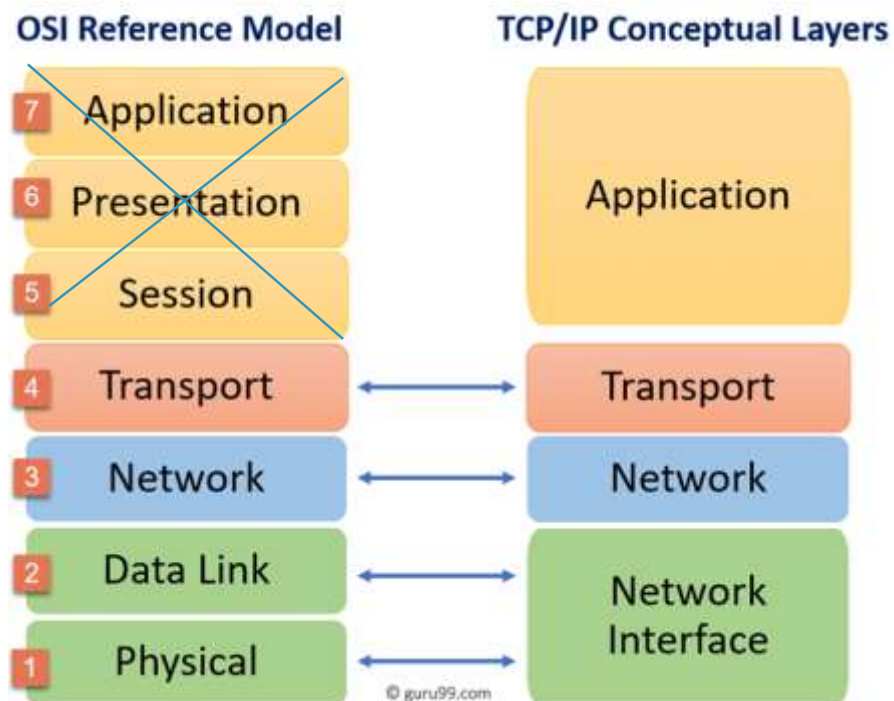 OSI Reference Model
TCP/IP Conceptual Layers
7 Application
6 Presentation
5 Session
4 Transport
3 Network
2 Data Link
1 Physical
Application
Transport
Network
Network
Interface
© guru99.com